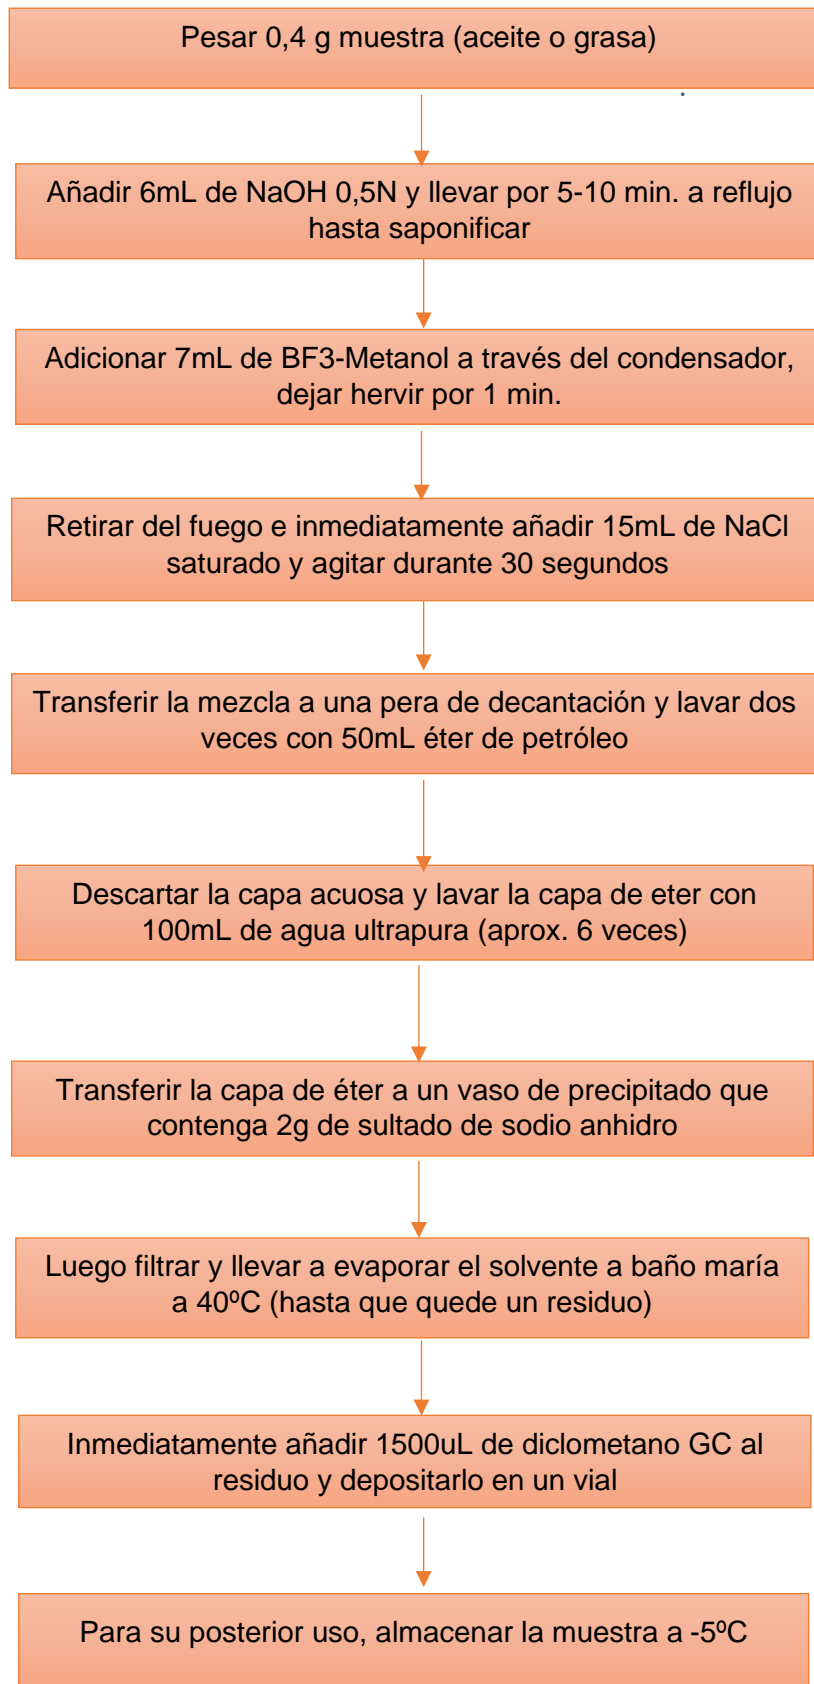 Pesar 0,4 g muestra (aceite o grasa)
.
Añadir 6mL de NaOH 0,5N y llevar por 5-10 min. a reflujo
hasta saponificar
Adicionar 7mL de BF3-Metanol a través del condensador,
dejar hervir por 1 min.
Retirar del fuego e inmediatamente añadir 15mL de NaCl
saturado y agitar durante 30 segundos
Transferir la mezcla a una pera de decantación y lavar dos
veces con 50mL éter de petróleo
Descartar la capa acuosa y lavar la capa de eter con
100mL de agua ultrapura (aprox. 6 veces)
Transferir la capa de éter a un vaso de precipitado que
contenga 2g de sultado de sodio anhidro
Luego filtrar y llevar a evaporar el solvente a baño maría
a 40ºC (hasta que quede un residuo)
Inmediatamente añadir 1500uL de diclometano GC al
residuo y depositarlo en un vial
Para su posterior uso, almacenar la muestra a -5ºC